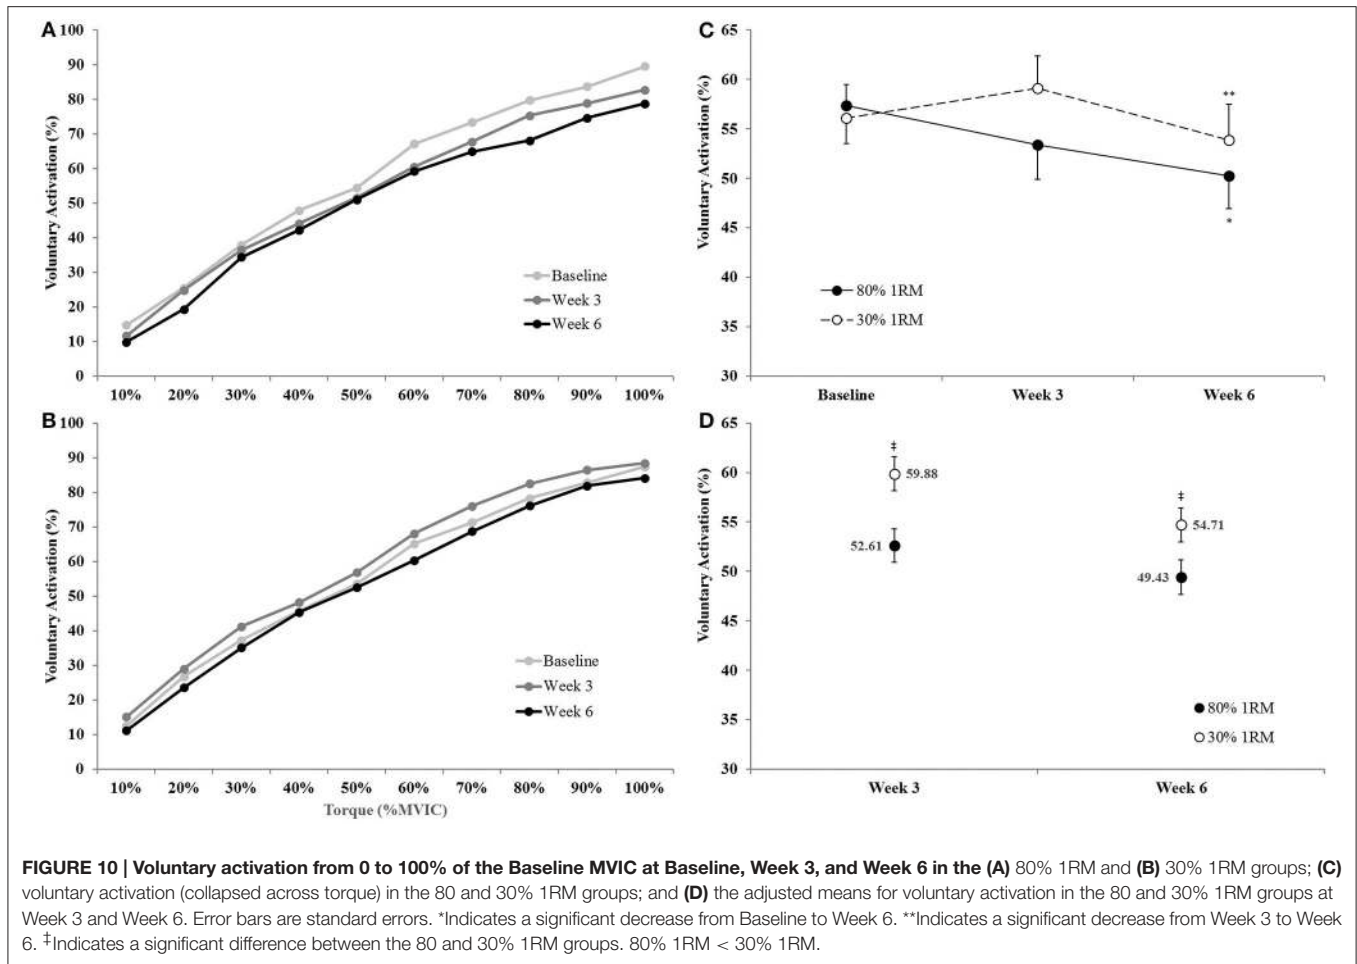 A
100
90
80
70
60
50
40
30
20
10
0
Voluntary Activation (%)
Baseline
Week 3
Week 6
10% 20% 30% 40% 50% 60% 70% 80% 90% 100%
B
100
90
80
70
60
50
40
30
20
10
0
Voluntary Activation (%)
Baseline
Week 3
Week 6
10% 20% 30% 40% 50% 60% 70% 80% 90% 100%
Torque (%MVIC)
C
65
60
55
50
45
40
35
30
Voluntary Activation (%)
**
*
80% 1RM
30% 1RM
Baseline Week 3 Week 6
D
65
60
55
50
45
40
35
30
Voluntary Activation (%)
‡
59.88
52.61
‡
54.71
49.43
80% 1RM
30% 1RM
Week 3 Week 6
FIGURE 10 | Voluntary activation from 0 to 100% of the Baseline MVIC at Baseline, Week 3, and Week 6 in the (A) 80% 1RM and (B) 30% 1RM groups; (C)
voluntary activation (collapsed across torque) in the 80 and 30% 1RM groups; and (D) the adjusted means for voluntary activation in the 80 and 30% 1RM groups at
Week 3 and Week 6. Error bars are standard errors. *Indicates a significant decrease from Baseline to Week 6. **Indicates a significant decrease from Week 3 to Week
6. ‡Indicates a significant difference between the 80 and 30% 1RM groups. 80% 1RM < 30% 1RM.